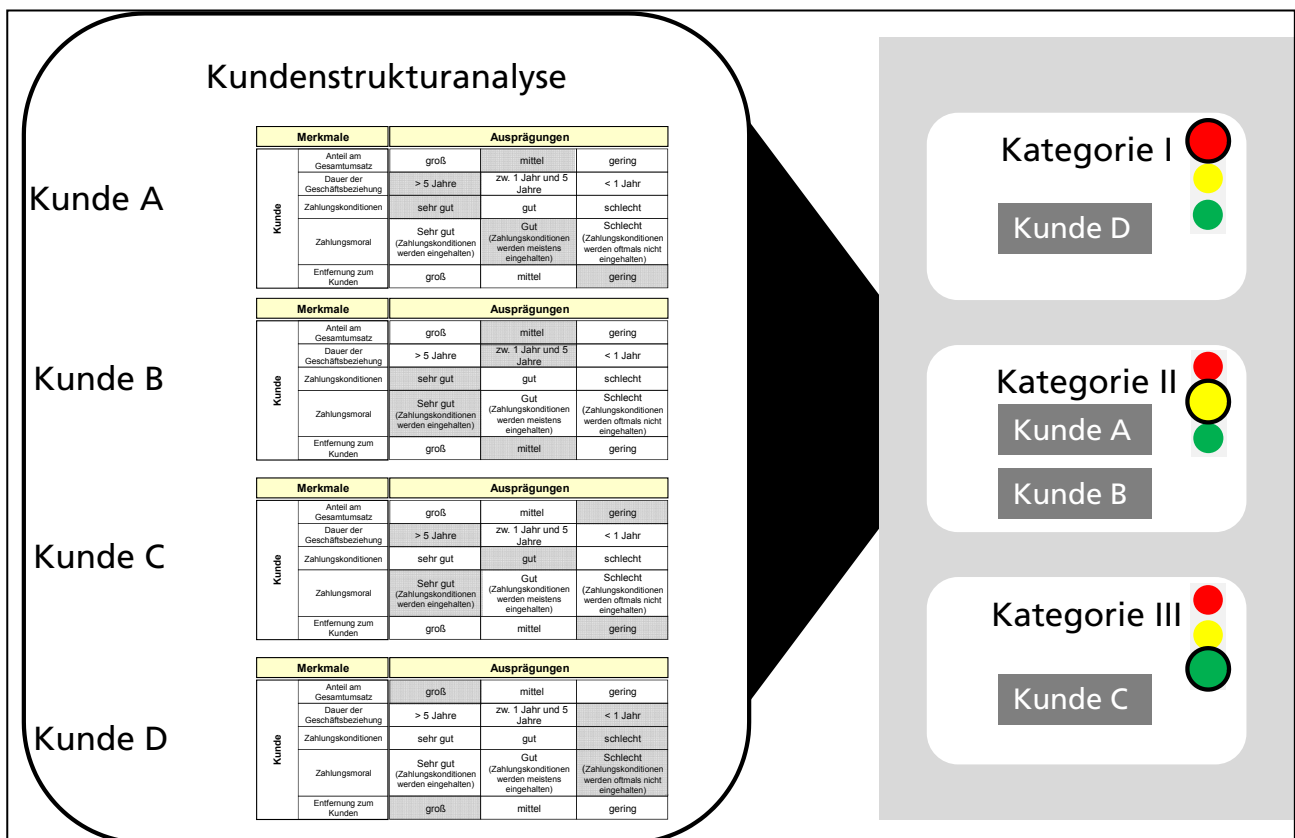 Kundenstrukturanalyse
Kunde A
Merkmale Ausprägungen
Kunde
Anteil am
Gesamtumsatz
groß mittel gering
Dauer der
Geschäftsbeziehung
> 5 Jahre
zw. 1 Jahr und 5
Jahre
< 1 Jahr
Zahlungskonditionen sehr gut gut schlecht
Zahlungsmoral
Sehr gut
(Zahlungskonditionen
werden eingehalten)
Gut
(Zahlungskonditionen
werden meistens
eingehalten)
Schlecht
(Zahlungskonditionen
werden oftmals nicht
eingehalten)
Entfernung zum
Kunden
groß mittel gering
Kunde B
Merkmale Ausprägungen
Kunde
Anteil am
Gesamtumsatz
groß mittel gering
Dauer der
Geschäftsbeziehung
> 5 Jahre
zw. 1 Jahr und 5
Jahre
< 1 Jahr
Zahlungskonditionen sehr gut gut schlecht
Zahlungsmoral
Sehr gut
(Zahlungskonditionen
werden eingehalten)
Gut
(Zahlungskonditionen
werden meistens
eingehalten)
Schlecht
(Zahlungskonditionen
werden oftmals nicht
eingehalten)
Entfernung zum
Kunden
groß mittel gering
Kunde C
Merkmale Ausprägungen
Kunde
Anteil am
Gesamtumsatz
groß mittel gering
Dauer der
Geschäftsbeziehung
> 5 Jahre
zw. 1 Jahr und 5
Jahre
< 1 Jahr
Zahlungskonditionen sehr gut gut schlecht
Zahlungsmoral
Sehr gut
(Zahlungskonditionen
werden eingehalten)
Gut
(Zahlungskonditionen
werden meistens
eingehalten)
Schlecht
(Zahlungskonditionen
werden oftmals nicht
eingehalten)
Entfernung zum
Kunden
groß mittel gering
Kunde D
Merkmale Ausprägungen
Kunde
Anteil am
Gesamtumsatz
groß mittel gering
Dauer der
Geschäftsbeziehung
> 5 Jahre
zw. 1 Jahr und 5
Jahre
< 1 Jahr
Zahlungskonditionen sehr gut gut schlecht
Zahlungsmoral
Sehr gut
(Zahlungskonditionen
werden eingehalten)
Gut
(Zahlungskonditionen
werden meistens
eingehalten)
Schlecht
(Zahlungskonditionen
werden oftmals nicht
eingehalten)
Entfernung zum
Kunden
groß mittel gering
Kategorie I
Kunde D
Kategorie II
Kunde A
Kunde B
Kategorie III
Kunde C